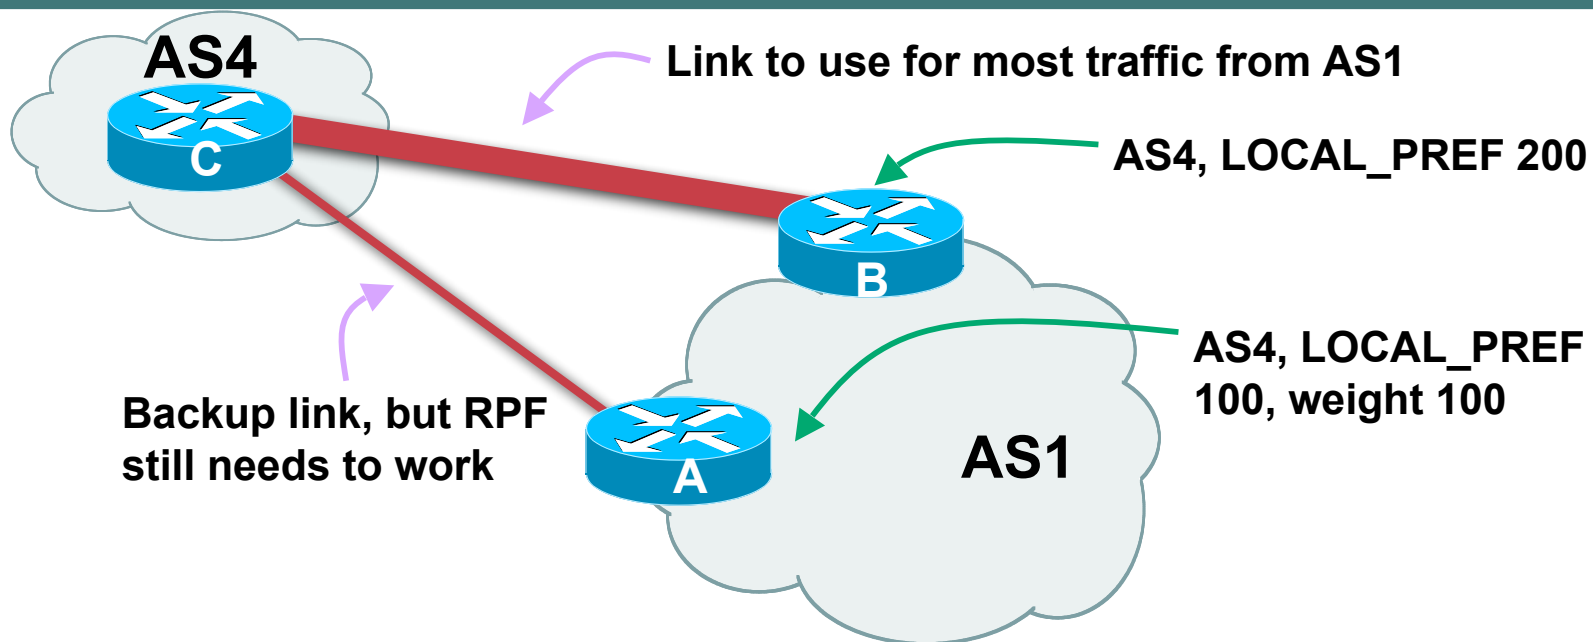 AS4
Link to use for most traffic from AS1
C
AS4, LOCAL_PREF 200
B
AS4, LOCAL_PREF
100, weight 100
Backup link, but RPF
still needs to work
A
AS1